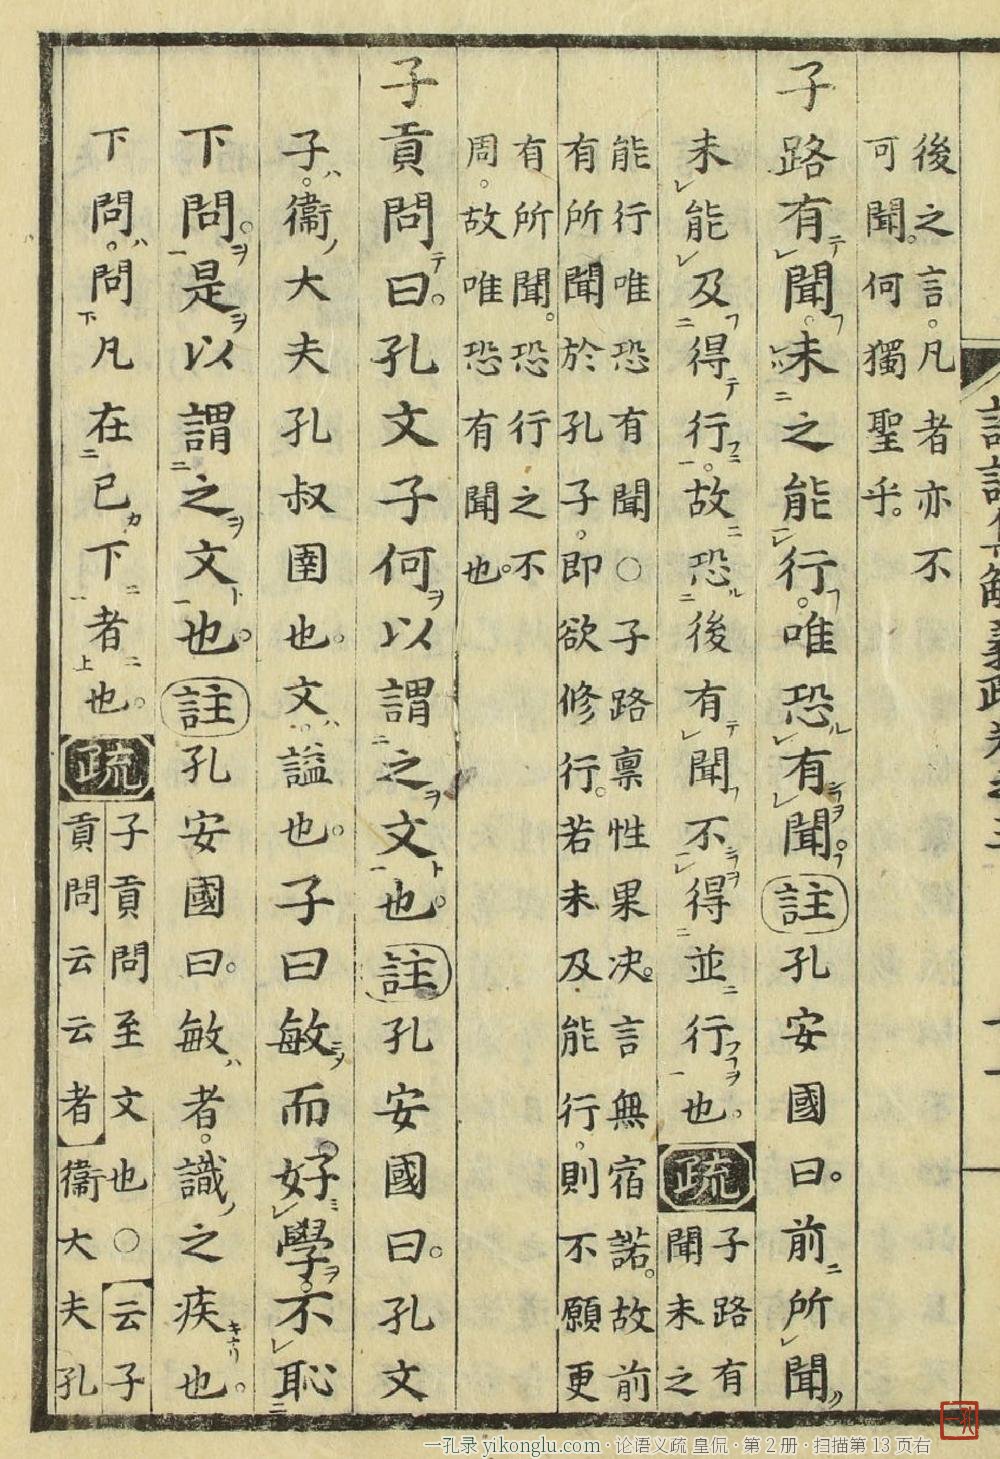 後之言。凡者亦不
可聞。何獨聖乎。
子路有聞。未之能行。唯恐有聞。註孔安國曰。前所聞
未能及得行。故恐後有聞不得並行也。疏
子路有
聞未之
能行唯恐有聞○子路禀性果决。言無宿諾。故前
有所聞於孔子。即欲修行。若未及能行。則不願更
有所聞。恐行之不
周。故唯恐有聞也。
子貢問曰。孔文子何以謂之文也。註孔安國曰。孔文
子。衞大夫孔叔圉也。文謚也。子曰敏而好學。不恥
下問。是以謂之文也。註孔安國曰。敏者。識之疾也。
下問。問凡在己下者也。疏
子貢問至文也○云子
貢問云云者衞大夫孔
一孔录 yikonglu.com · 论语义疏 皇侃 · 第 2 册 · 扫描第 13 页右